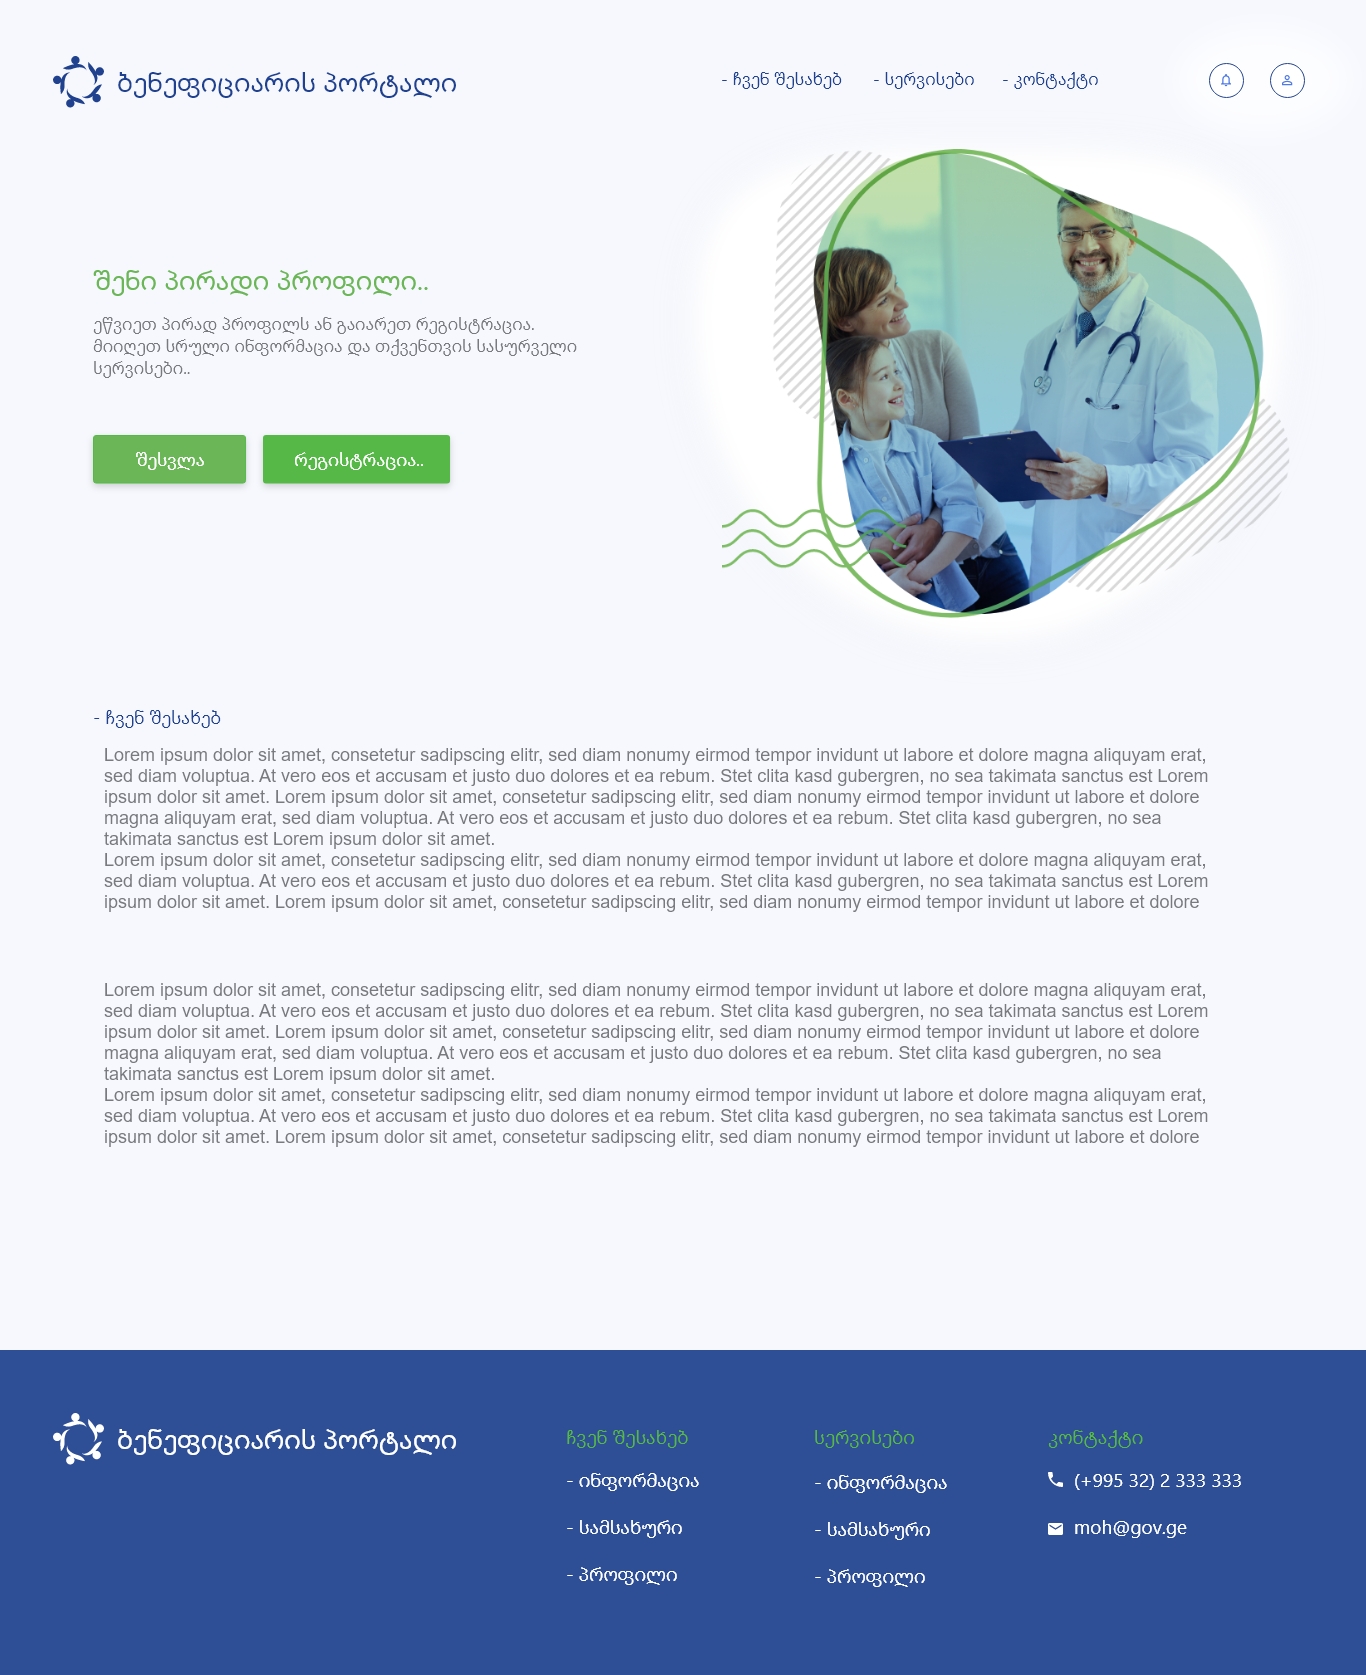 ბენეფიციარის პორტალი
- ჩვენ შესახებ
- სერვისები
- კონტაქტი
შენი პირადი პროფილი..
ეწვიეთ პირად პროფილს ან გაიარეთ რეგისტრაცია.
მიიღეთ სრული ინფორმაცია და თქვენთვის სასურველი
სერვისები..
შესვლა
რეგისტრაცია..
- ჩვენ შესახებ
Lorem ipsum dolor sit amet, consetetur sadipscing elitr, sed diam nonumy eirmod tempor invidunt ut labore et dolore magna aliquyam erat,
sed diam voluptua. At vero eos et accusam et justo duo dolores et ea rebum. Stet clita kasd gubergren, no sea takimata sanctus est Lorem
ipsum dolor sit amet. Lorem ipsum dolor sit amet, consetetur sadipscing elitr, sed diam nonumy eirmod tempor invidunt ut labore et dolore
magna aliquyam erat, sed diam voluptua. At vero eos et accusam et justo duo dolores et ea rebum. Stet clita kasd gubergren, no sea
takimata sanctus est Lorem ipsum dolor sit amet.
Lorem ipsum dolor sit amet, consetetur sadipscing elitr, sed diam nonumy eirmod tempor invidunt ut labore et dolore magna aliquyam erat,
sed diam voluptua. At vero eos et accusam et justo duo dolores et ea rebum. Stet clita kasd gubergren, no sea takimata sanctus est Lorem
ipsum dolor sit amet. Lorem ipsum dolor sit amet, consetetur sadipscing elitr, sed diam nonumy eirmod tempor invidunt ut labore et dolore
Lorem ipsum dolor sit amet, consetetur sadipscing elitr, sed diam nonumy eirmod tempor invidunt ut labore et dolore magna aliquyam erat,
sed diam voluptua. At vero eos et accusam et justo duo dolores et ea rebum. Stet clita kasd gubergren, no sea takimata sanctus est Lorem
ipsum dolor sit amet. Lorem ipsum dolor sit amet, consetetur sadipscing elitr, sed diam nonumy eirmod tempor invidunt ut labore et dolore
magna aliquyam erat, sed diam voluptua. At vero eos et accusam et justo duo dolores et ea rebum. Stet clita kasd gubergren, no sea
takimata sanctus est Lorem ipsum dolor sit amet.
Lorem ipsum dolor sit amet, consetetur sadipscing elitr, sed diam nonumy eirmod tempor invidunt ut labore et dolore magna aliquyam erat,
sed diam voluptua. At vero eos et accusam et justo duo dolores et ea rebum. Stet clita kasd gubergren, no sea takimata sanctus est Lorem
ipsum dolor sit amet. Lorem ipsum dolor sit amet, consetetur sadipscing elitr, sed diam nonumy eirmod tempor invidunt ut labore et dolore
ბენეფიციარის პორტალი
ჩვენ შესახებ
- ინფორმაცია
- სამსახური
- პროფილი
სერვისები
- ინფორმაცია
- სამსახური
- პროფილი
კონტაქტი
(+995 32) 2 333 333
moh@gov.ge